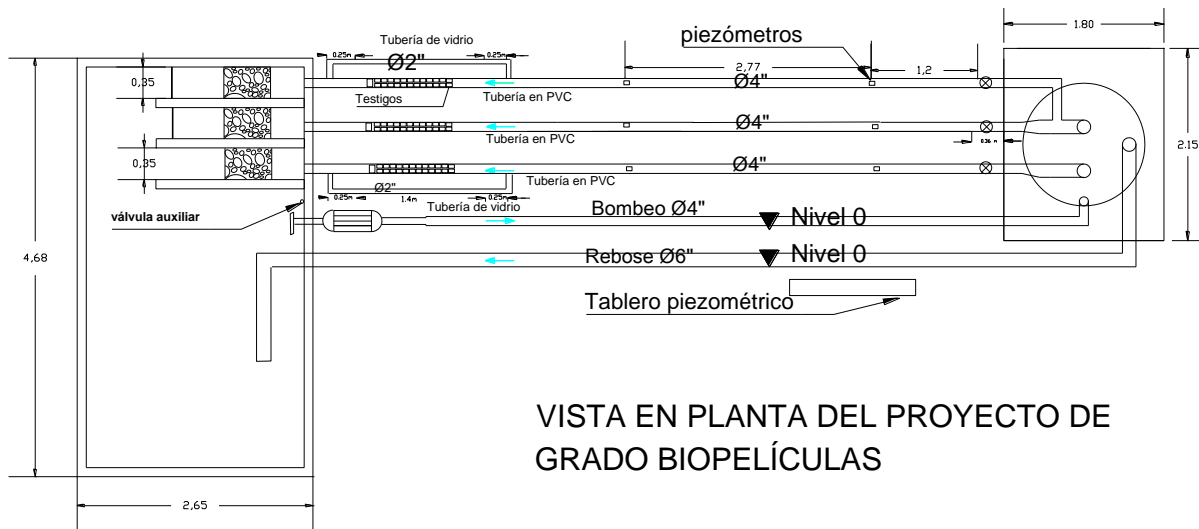 1.80
Tubería de vidrio
piezómetros
0.25m
0.25m
Ø2"
2,77
1,2
0,35
Ø4"
Testigos
Tubería en PVC
Ø4"
Tubería en PVC
0.36 m
2.15
0,35
Ø4"
Tubería en PVC
Ø2"
0.25m
1.4m
0.25m
Tubería de vidrio
válvula auxiliar
Bombeo Ø4"
Nivel 0
4,68
Rebose Ø6"
Nivel 0
Tablero piezométrico
VISTA EN PLANTA DEL PROYECTO DE
GRADO BIOPELÍCULAS
2,65